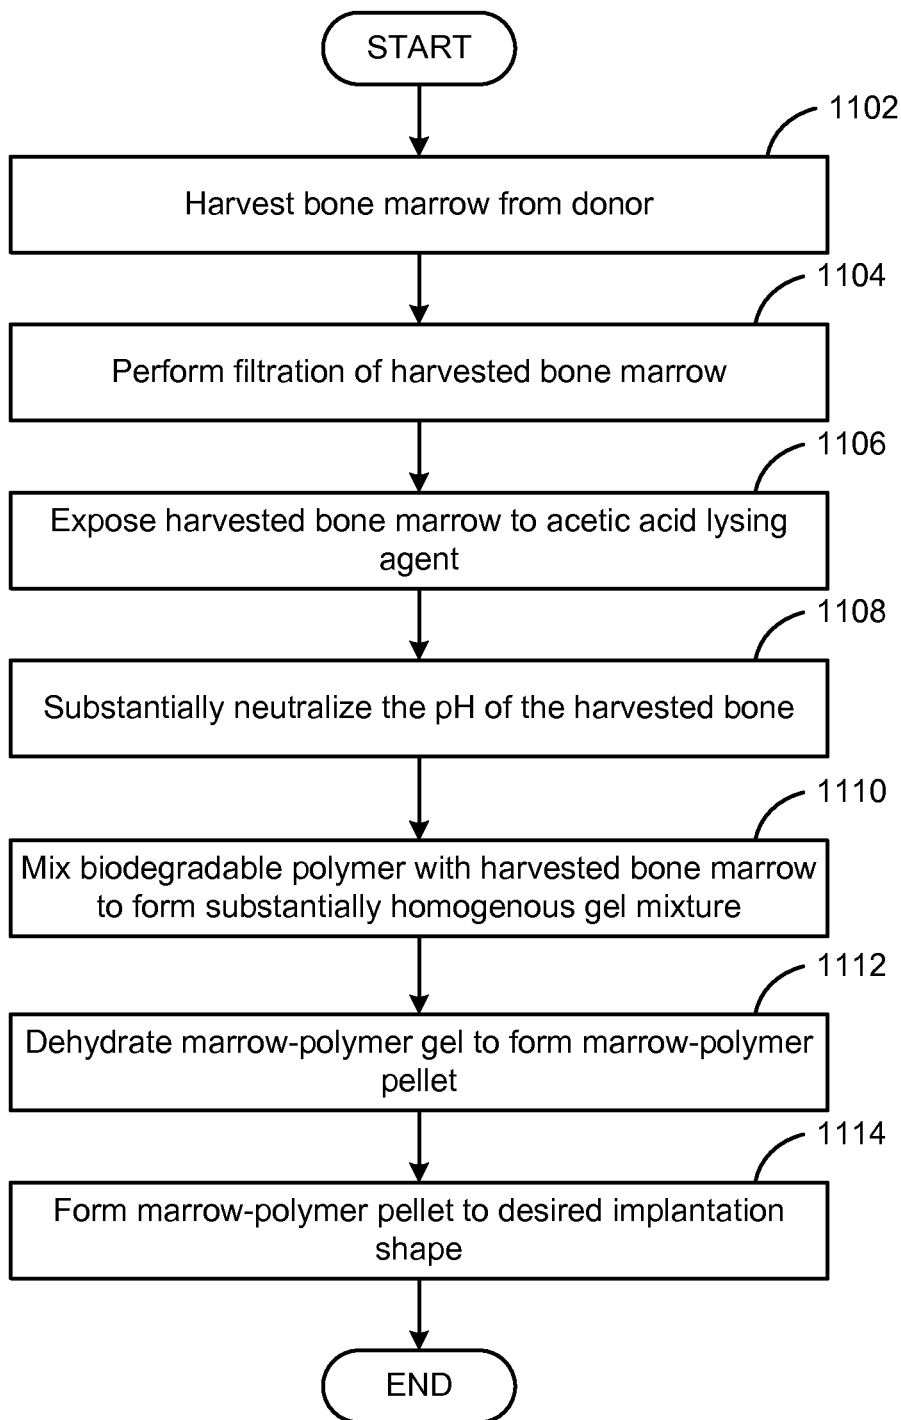 START
1102
Harvest bone marrow from donor
1104
Perform filtration of harvested bone marrow
1106
Expose harvested bone marrow to acetic acid lysing
agent
1108
Substantially neutralize the pH of the harvested bone
1110
Mix biodegradable polymer with harvested bone marrow
to form substantially homogenous gel mixture
1112
Dehydrate marrow-polymer gel to form marrow-polymer
pellet
1114
Form marrow-polymer pellet to desired implantation
shape
END